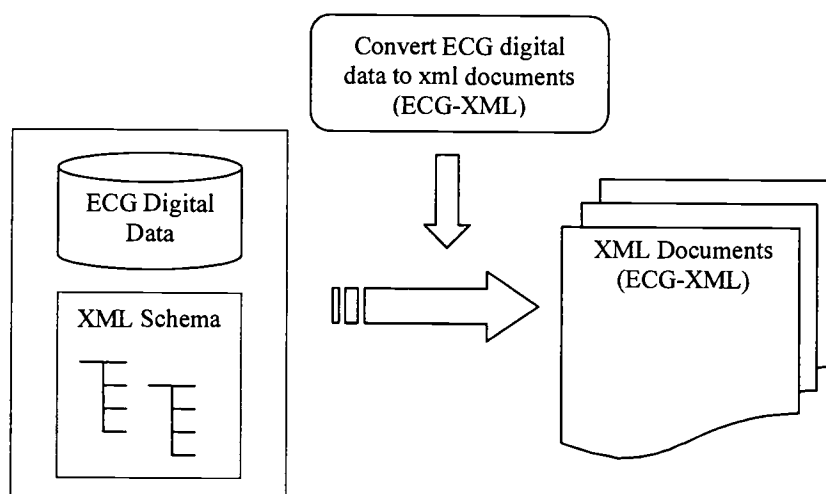 Convert ECG digital
data to xml documents
(ECG-XML)
ECG Digital
Data
XML Schema
XML Documents
(ECG-XML)